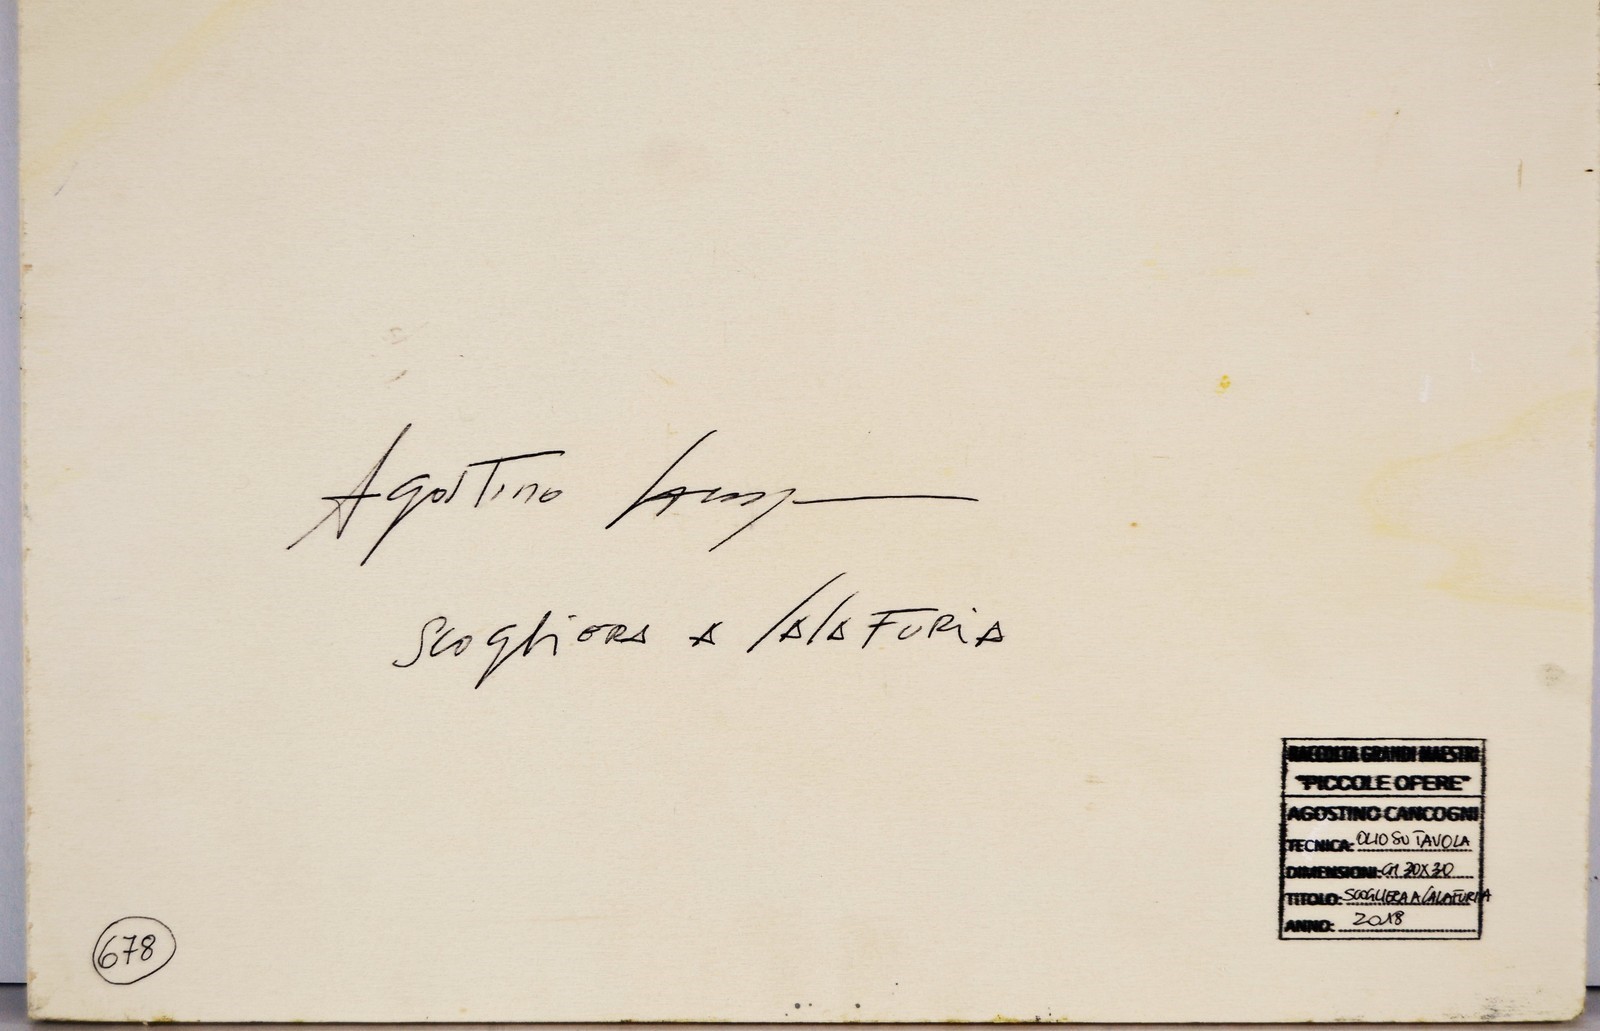 Agostino
Scogliera a CalaFuria
RACCOLTA GRANDI MAESTRI
"PICCOLE OPERE"
AGOSTINO CANCOGNI
TECNICA: OLIO SU TAVOLA
DIMENSIONI: CM
TITOLO: SCOGLIERA A CALAFURIA
ANNO: 2018
678